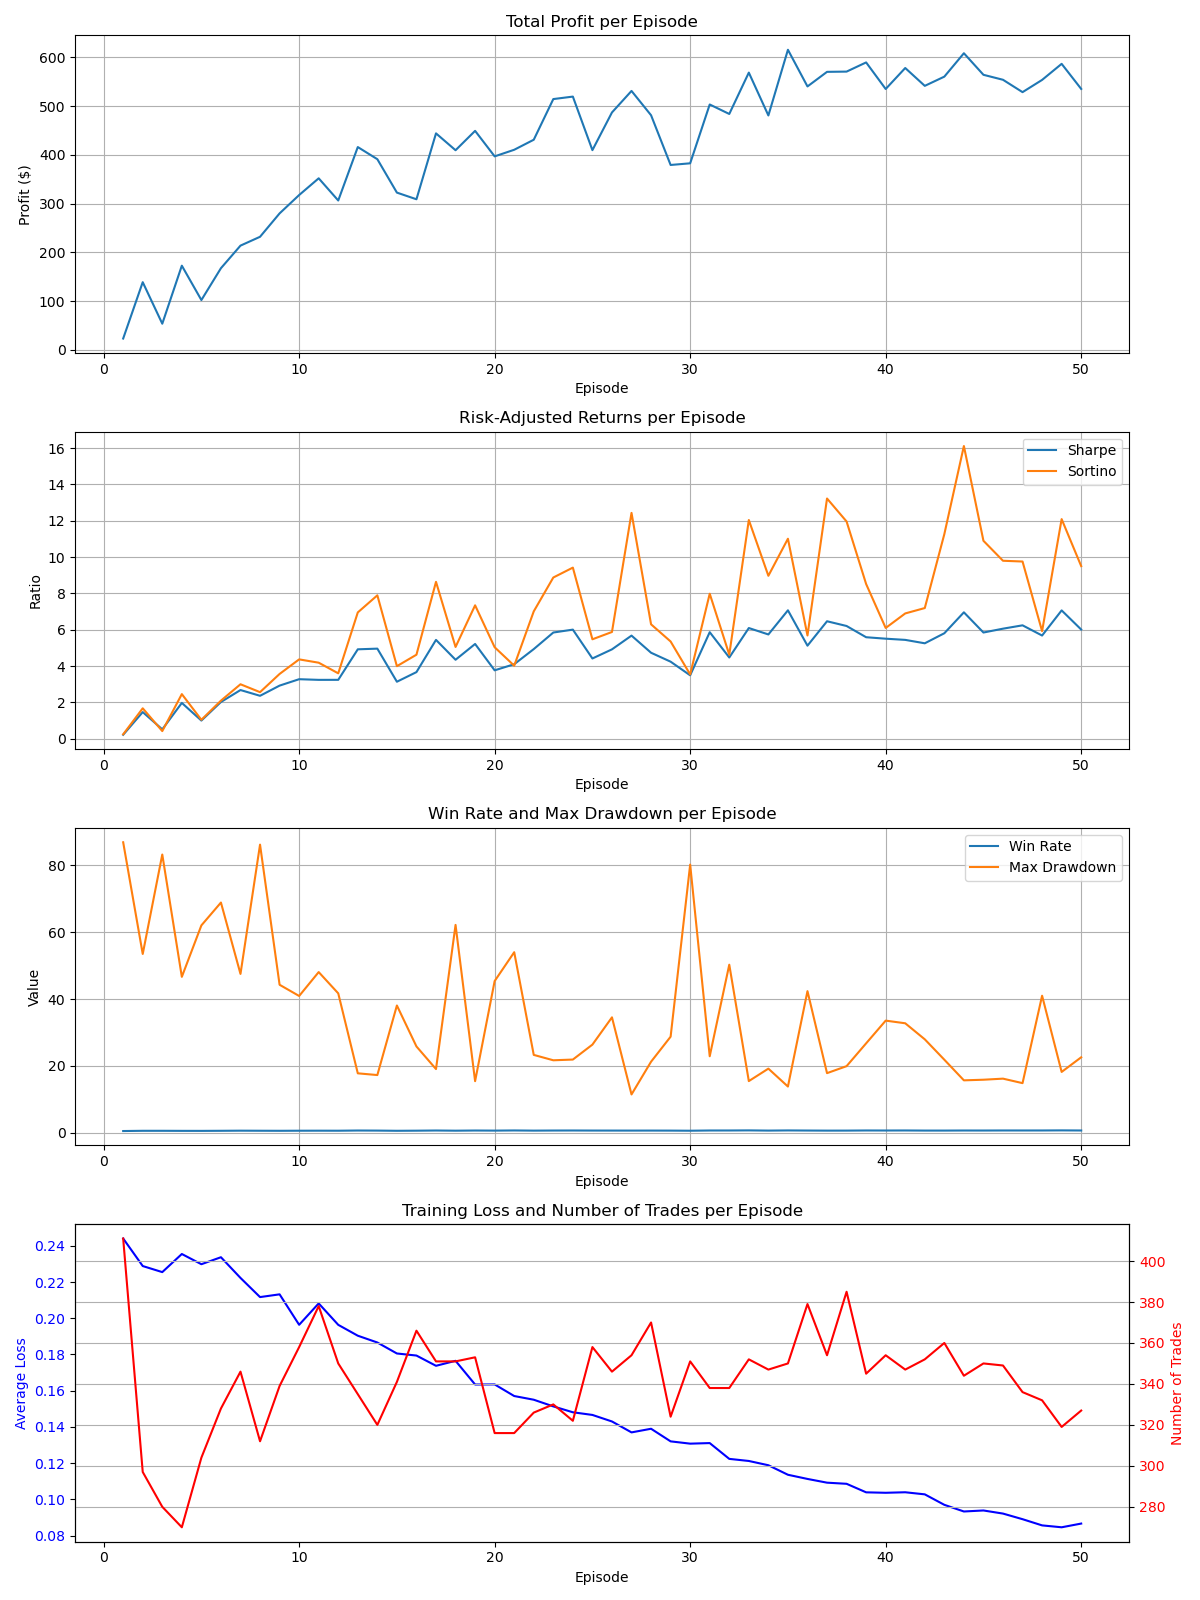 Total Profit per Episode
600
500
400
300
200
100
0
Profit ($)
0 10 20 30 40 50
Episode
Risk-Adjusted Returns per Episode
16
14
12
10
8
6
4
2
0
Ratio
Sharpe
Sortino
0 10 20 30 40 50
Episode
Win Rate and Max Drawdown per Episode
80
60
40
20
0
Value
Win Rate
Max Drawdown
0 10 20 30 40 50
Episode
Training Loss and Number of Trades per Episode
0.24
0.22
0.20
0.18
0.16
0.14
0.12
0.10
0.08
Average Loss
400
380
360
340
320
300
280
Number of Trades
0 10 20 30 40 50
Episode